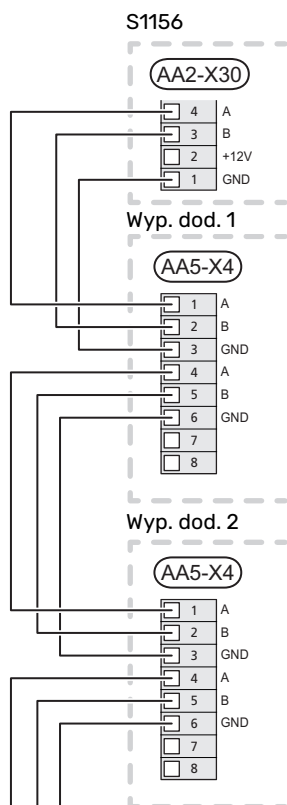 S1156
AA2-X30
4 A
3 B
2 +12V
1 GND
Wyp. dod. 1
AA5-X4
1 A
2 B
3 GND
4 A
5 B
6 GND
7
8
Wyp. dod. 2
AA5-X4
1 A
2 B
3 GND
4 A
5 B
6 GND
7
8